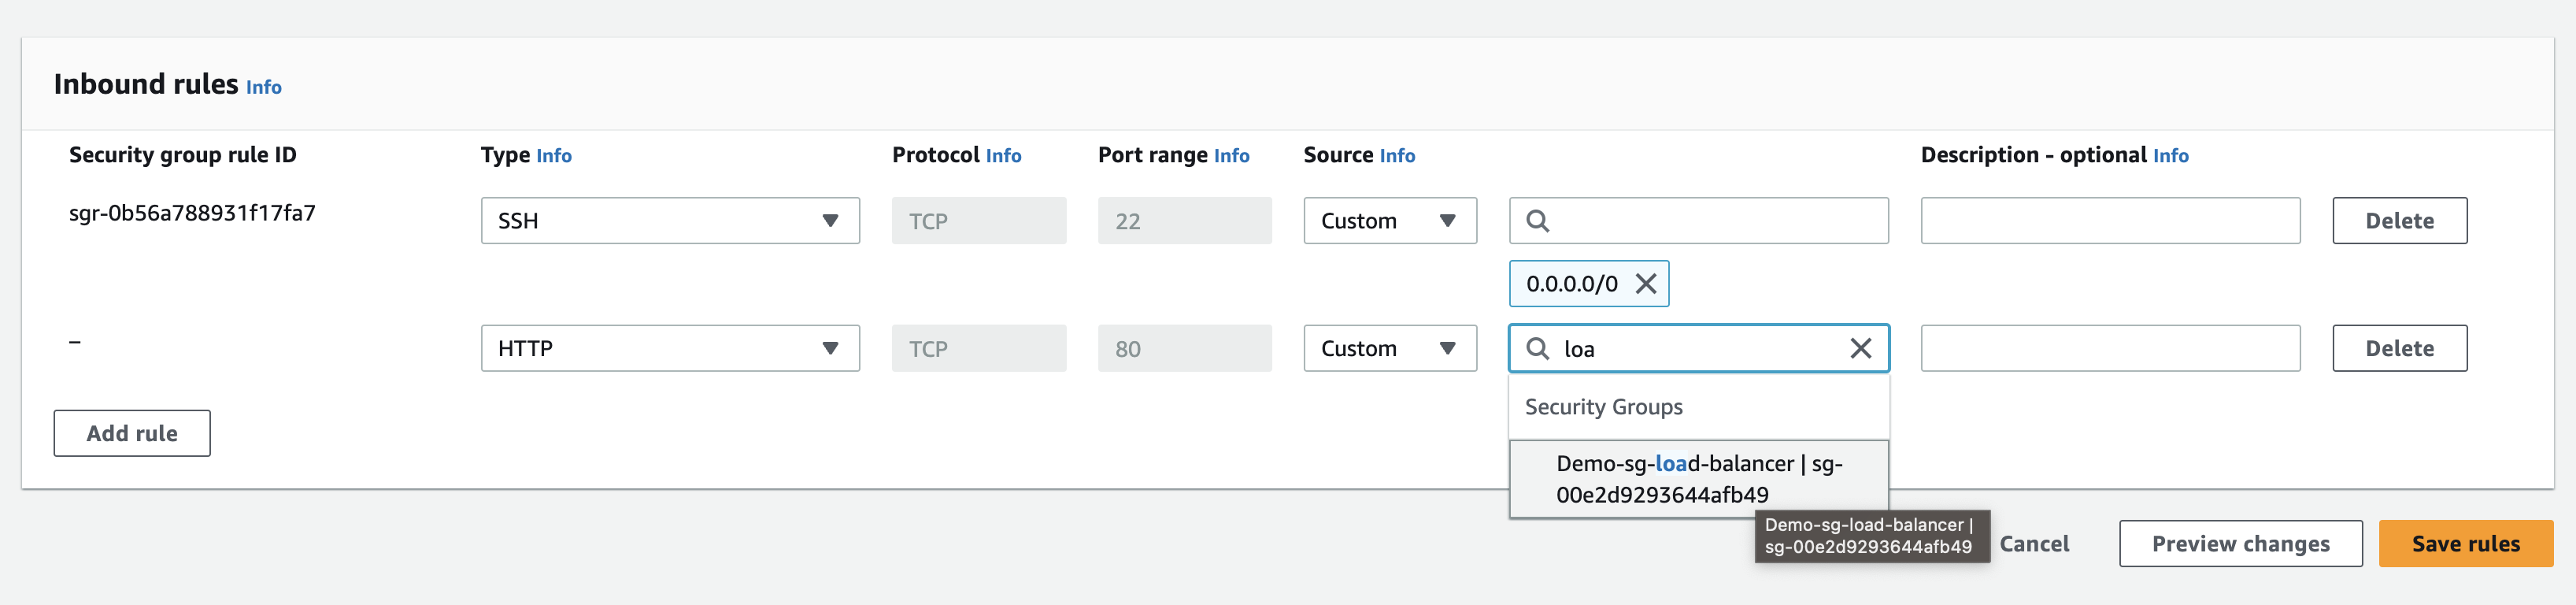 Inbound rules Info
Security group rule ID Type Info Protocol Info Port range Info Source Info Description - optional Info
sgr-0b56a788931f17fa7 SSH TCP 22 Custom Delete
0.0.0.0/0
– HTTP TCP 80 Custom loa Delete
Security Groups
Add rule
Demo-sg-load-balancer | sg-
00e2d9293644afb49
Demo-sg-load-balancer |
sg-00e2d9293644afb49
Cancel Preview changes Save rules